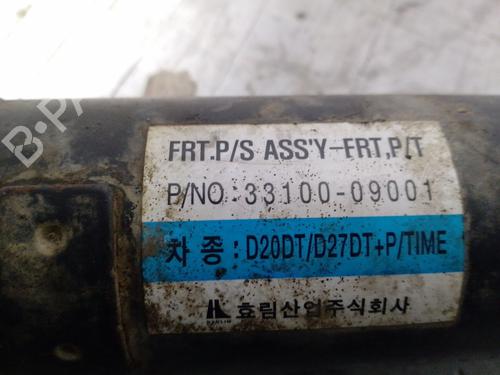 FRT.P/S ASS'Y-FRT,P/T
P/NO: 33100-09001
차 종 : D20DT/D27DT+P/TIME
효림산업주식회사
B-PA